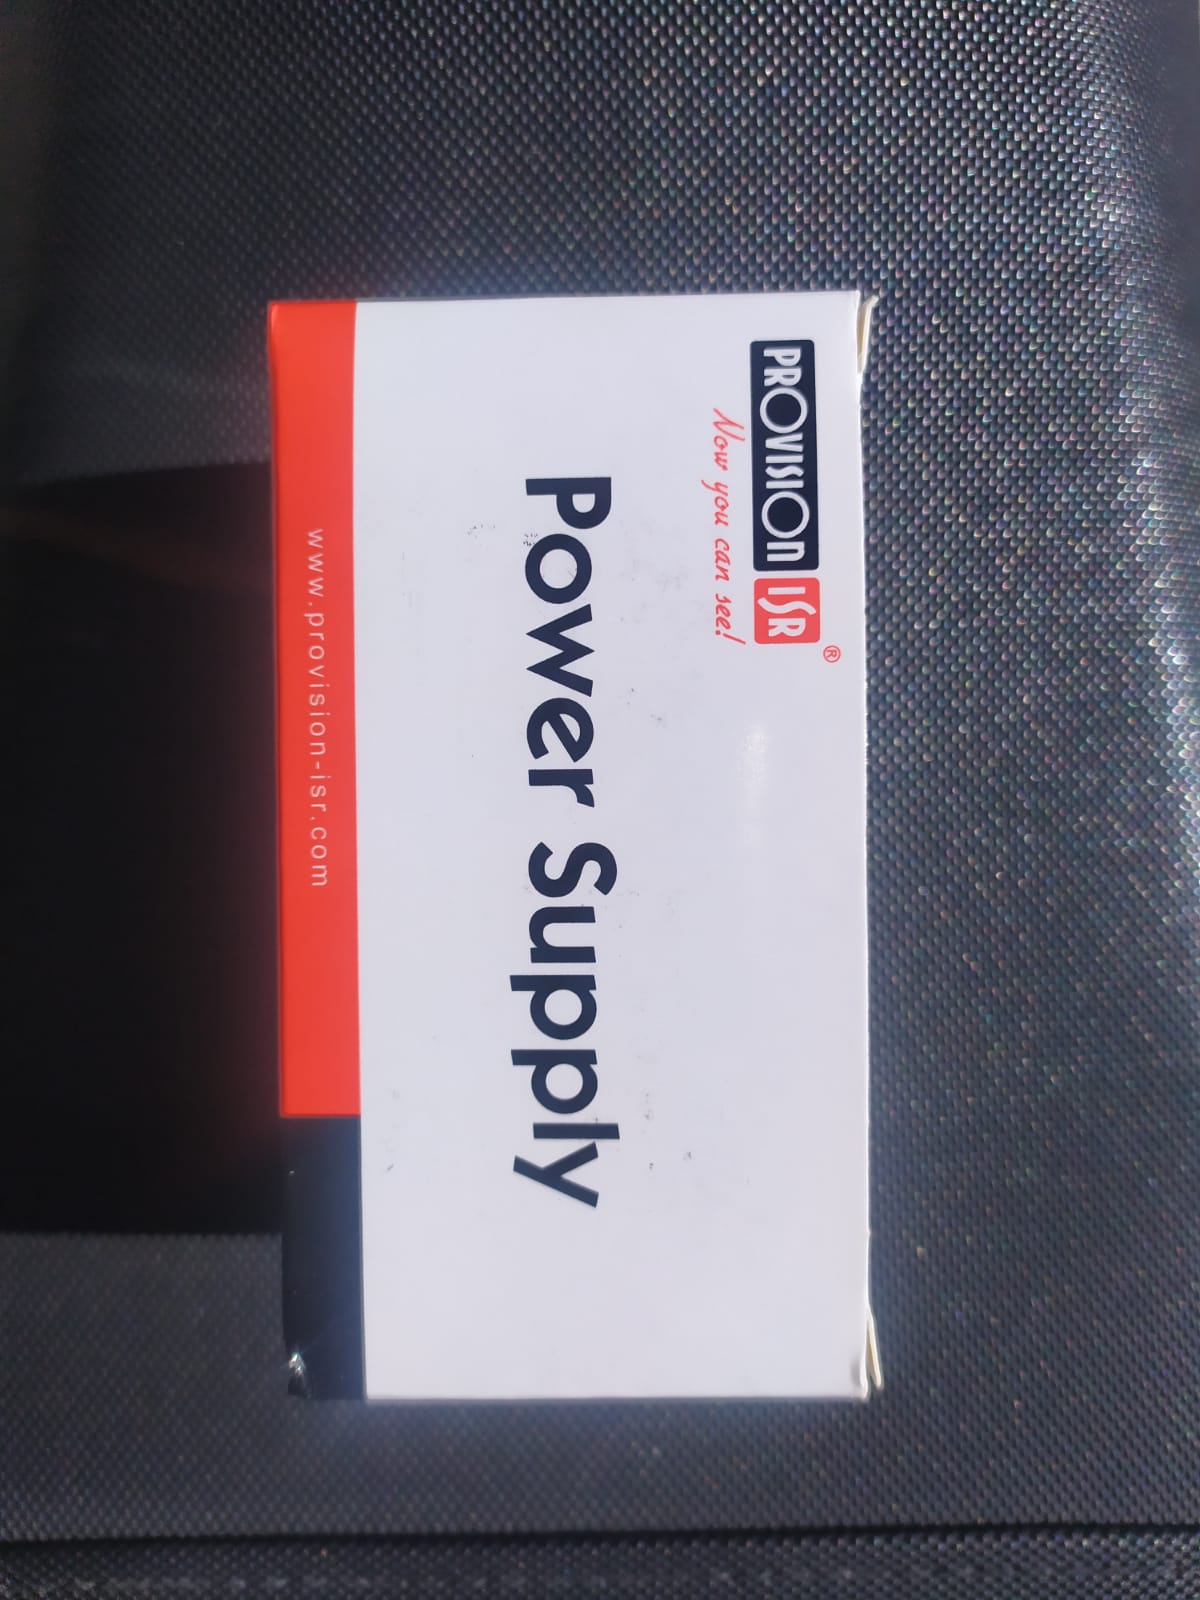 PROVISION ISR®
Now you can see!
Power Supply
www.provision-isr.com